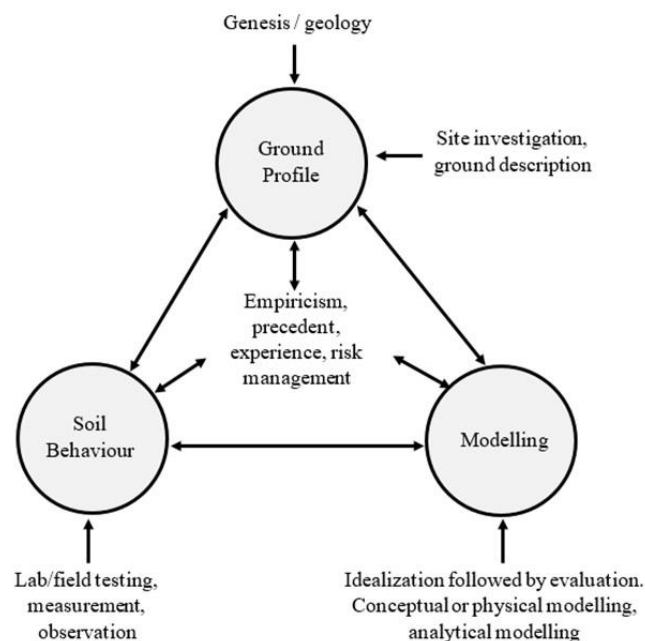 Genesis / geology
Ground
Profile
Site investigation,
ground description
Empiricism,
precedent,
experience, risk
management
Soil
Behaviour
Modelling
Lab/field testing,
measurement,
observation
Idealization followed by evaluation.
Conceptual or physical modelling,
analytical modelling